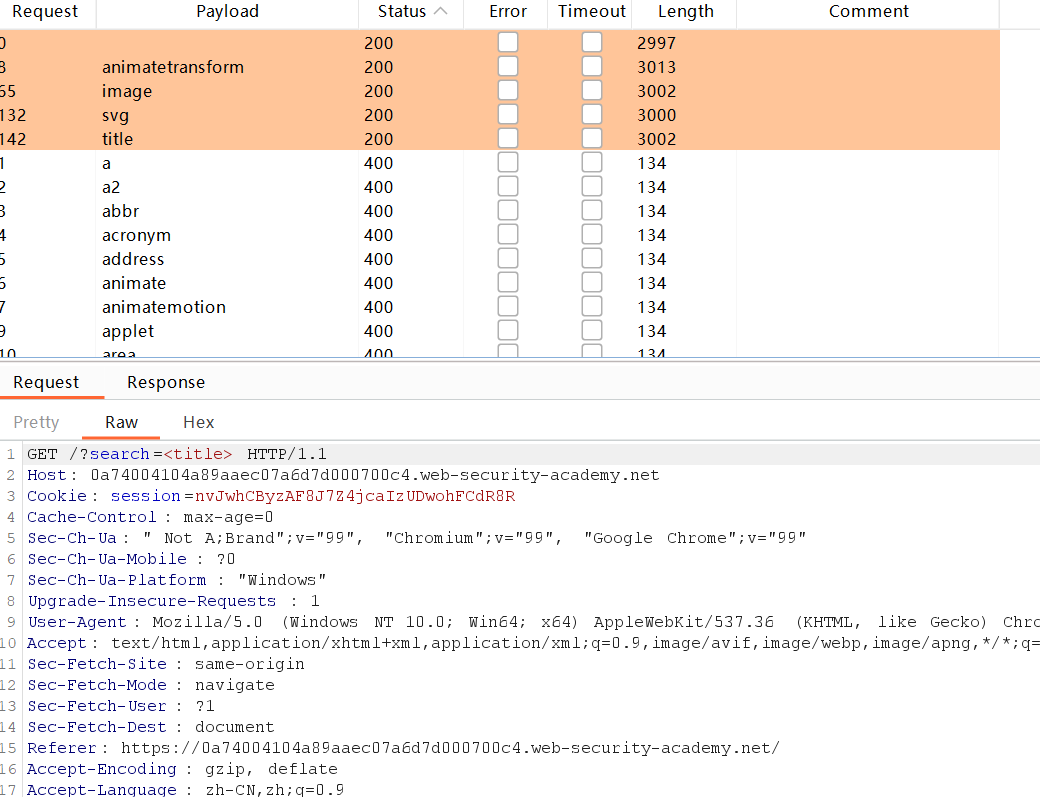 Request Payload Status Error Timeout Length Comment
0 200 2997
8 animatetransform 200 3013
65 image 200 3002
132 svg 200 3000
142 title 200 3002
1 a 400 134
2 a2 400 134
3 abbr 400 134
4 acronym 400 134
5 address 400 134
6 animate 400 134
7 animatemotion 400 134
9 applet 400 134
10 area 400 134
Request Response
Pretty Raw Hex
1 GET /?search=<title> HTTP/1.1
2 Host: 0a74004104a89aaec07a6d7d000700c4.web-security-academy.net
3 Cookie: session=nvJwhCByzAF8J7Z4jcaIzUDwohFCdR8R
4 Cache-Control: max-age=0
5 Sec-Ch-Ua: " Not A;Brand";v="99", "Chromium";v="99", "Google Chrome";v="99"
6 Sec-Ch-Ua-Mobile: ?0
7 Sec-Ch-Ua-Platform: "Windows"
8 Upgrade-Insecure-Requests: 1
9 User-Agent: Mozilla/5.0 (Windows NT 10.0; Win64; x64) AppleWebKit/537.36 (KHTML, like Gecko) Chro
10 Accept: text/html,application/xhtml+xml,application/xml;q=0.9,image/avif,image/webp,image/apng,*/*;q=
11 Sec-Fetch-Site: same-origin
12 Sec-Fetch-Mode: navigate
13 Sec-Fetch-User: ?1
14 Sec-Fetch-Dest: document
15 Referer: https://0a74004104a89aaec07a6d7d000700c4.web-security-academy.net/
16 Accept-Encoding: gzip, deflate
17 Accept-Language: zh-CN,zh;q=0.9